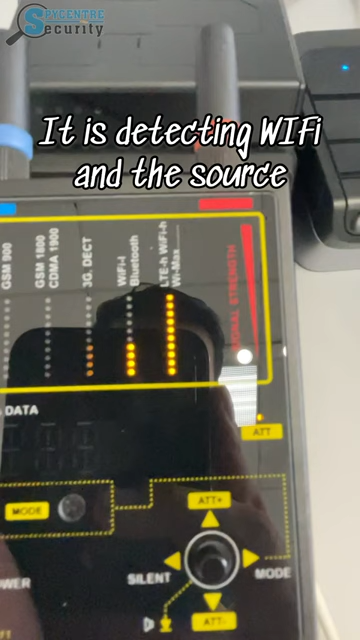 SPYCENTRE
Security
It is detecting WIFi
and the source
GSM 900
GSM 1800
CDMA 1900
3G. DECT
WiFi-l
Bluetooth
LTE-h WiFi-h
Wi-Max
SIGNAL STRENGTH
DATA
ATT
MODE
ATT+
SILENT
MODE
ATT-